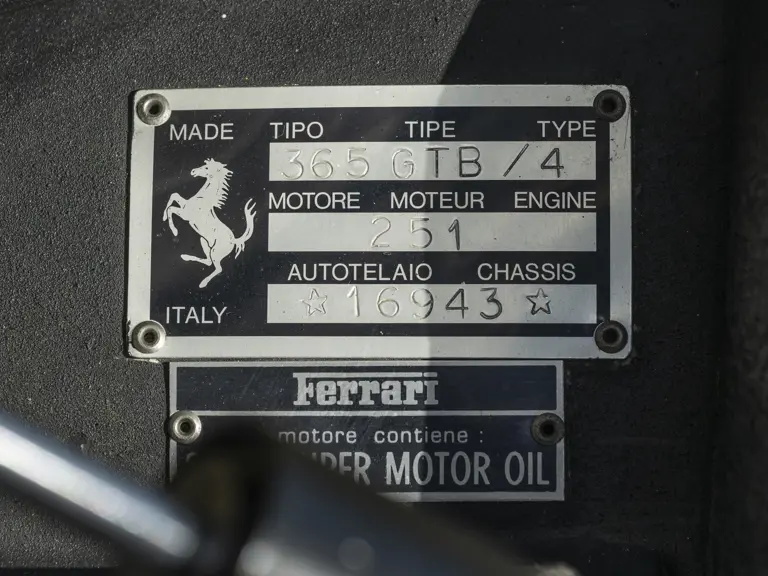 MADE TIPO TIPE TYPE
365 GTB/4
MOTORE MOTEUR ENGINE
251
AUTOTELAIO CHASSIS
ITALY ☆ 16943 ☆
Ferrari
motore contiene :
MOTOR OIL